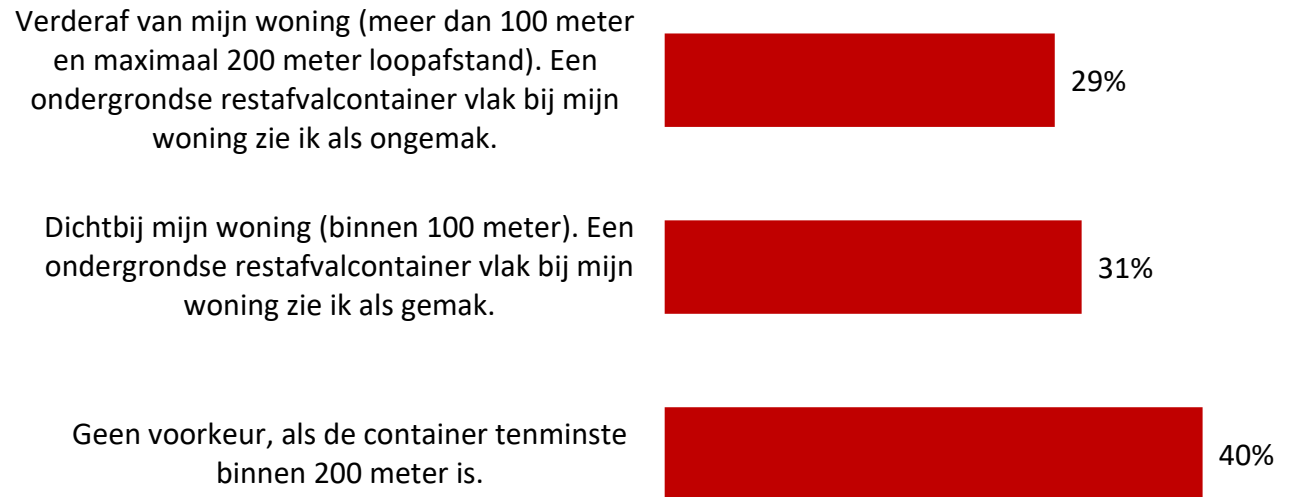 Verderaf van mijn woning (meer dan 100 meter
en maximaal 200 meter loopafstand). Een
ondergrondse restafvalcontainer vlak bij mijn
woning zie ik als ongemak.
29%
Dichtbij mijn woning (binnen 100 meter). Een
ondergrondse restafvalcontainer vlak bij mijn
woning zie ik als gemak.
31%
Geen voorkeur, als de container tenminste
binnen 200 meter is.
40%